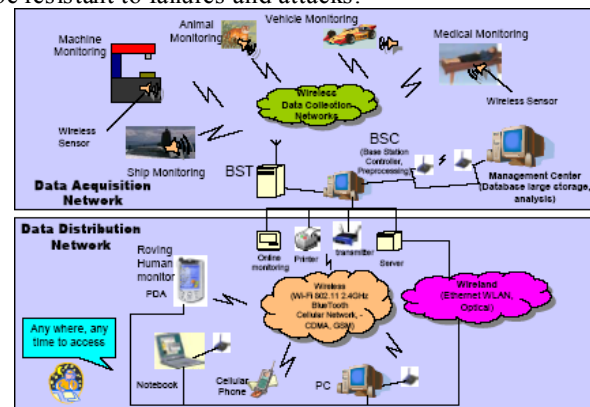 be resistant to failures and attacks.
Machine
Monitoring
Animal
Monitoring
Vehicle Monitoring
Medical Monitoring
Wireless
Data Collection
Networks
Wireless Sensor
Wireless
Sensor
Ship Monitoring
BST
BSC
(Base Station
Controller,
Preprocessing)
Management Center
(Database large storage,
analysis)
Data Acquisition
Network
Data Distribution
Network
Roving
Human
monitor
PDA
Online
monitoring
Printer
transmitter
Server
Wireless
(Wi-Fi 802.11 2.4GHz
BlueTooth
Cellular Network, -
CDMA, GSM)
Wireland
(Ethernet WLAN,
Optical)
Any where, any
time to access
Notebook
Cellular
Phone
PC